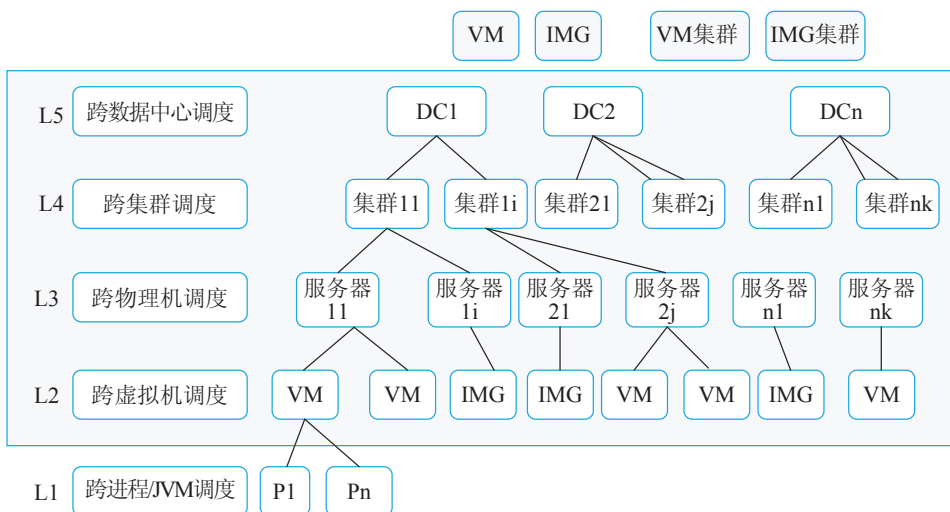 VM IMG VM集群 IMG集群
L5 跨数据中心调度 DC1 DC2 DCn
L4 跨集群调度 集群11 集群1i 集群21 集群2j 集群n1 集群nk
L3 跨物理机调度 服务器 服务器 服务器 服务器 服务器 服务器
11 1i 21 2j n1 nk
L2 跨虚拟机调度 VM VM IMG IMG VM VM IMG VM
L1 跨进程/JVM调度 P1 Pn